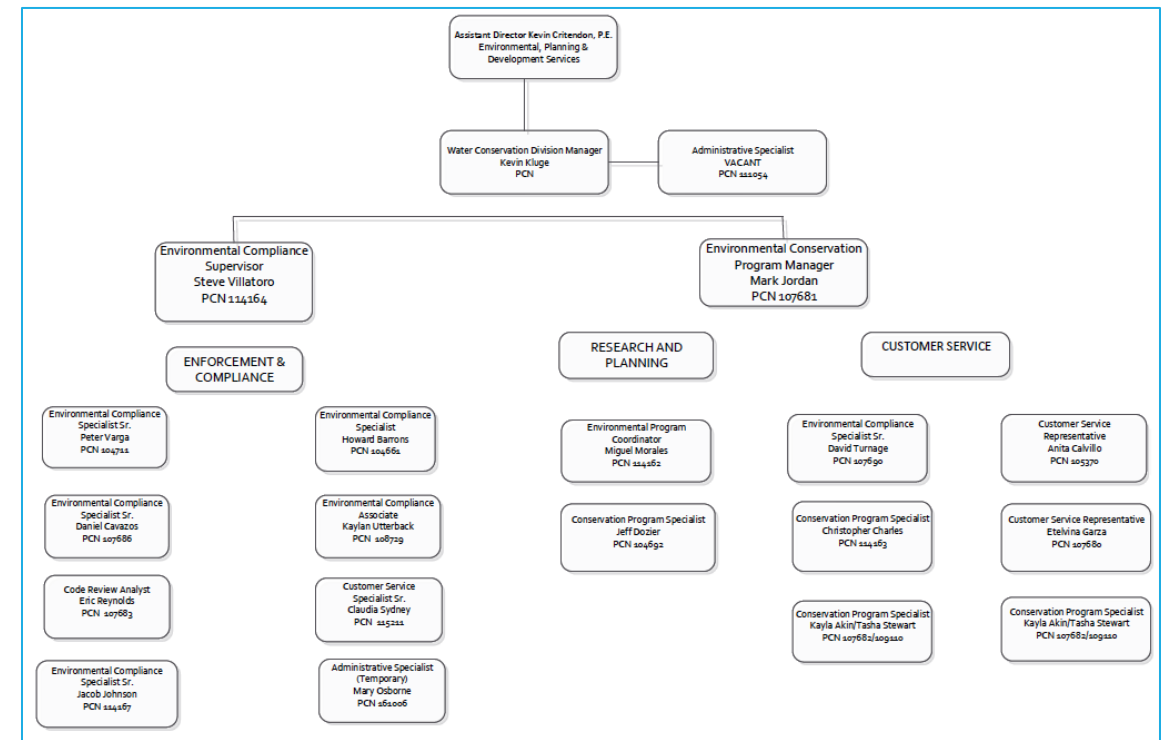 Assistant Director Kevin Critendon, P.E.
Environmental, Planning &
Development Services
Water Conservation Division Manager
Kevin Kluge
PCN
Administrative Specialist
VACANT
PCN 111054
Environmental Compliance
Supervisor
Steve Villatoro
PCN 114164
Environmental Conservation
Program Manager
Mark Jordan
PCN 107681
ENFORCEMENT &
COMPLIANCE
RESEARCH AND
PLANNING
CUSTOMER SERVICE
Environmental Compliance
Specialist Sr.
Peter Varga
PCN 104711
Environmental Compliance
Specialist
Howard Barrons
PCN 104661
Environmental Program
Coordinator
Miguel Morales
PCN 114162
Environmental Compliance
Specialist Sr.
David Turnage
PCN 107690
Customer Service
Representative
Anita Calvillo
PCN 105370
Environmental Compliance
Specialist Sr.
Daniel Cavazos
PCN 107686
Environmental Compliance
Associate
Kaylan Utterback
PCN 108729
Conservation Program Specialist
Jeff Dozier
PCN 104692
Conservation Program Specialist
Christopher Charles
PCN 114163
Customer Service Representative
Etelvina Garza
PCN 107680
Code Review Analyst
Eric Reynolds
PCN 107683
Customer Service
Specialist Sr.
Claudia Sydney
PCN 115211
Conservation Program Specialist
Kayla Akin/Tasha Stewart
PCN 107682/109110
Conservation Program Specialist
Kayla Akin/Tasha Stewart
PCN 107682/109110
Environmental Compliance
Specialist Sr.
Jacob Johnson
PCN 114167
Administrative Specialist
(Temporary)
Mary Osborne
PCN 161006